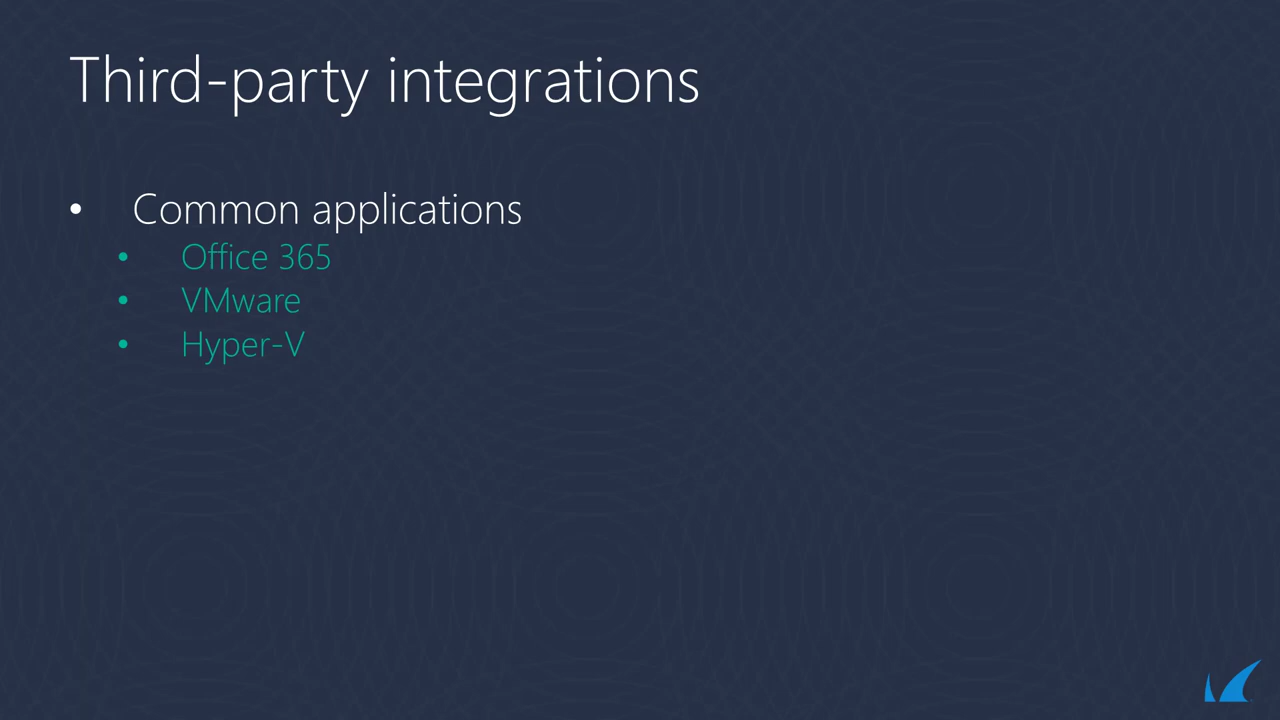 Third-party integrations
• Common applications
• Office 365
• VMware
• Hyper-V